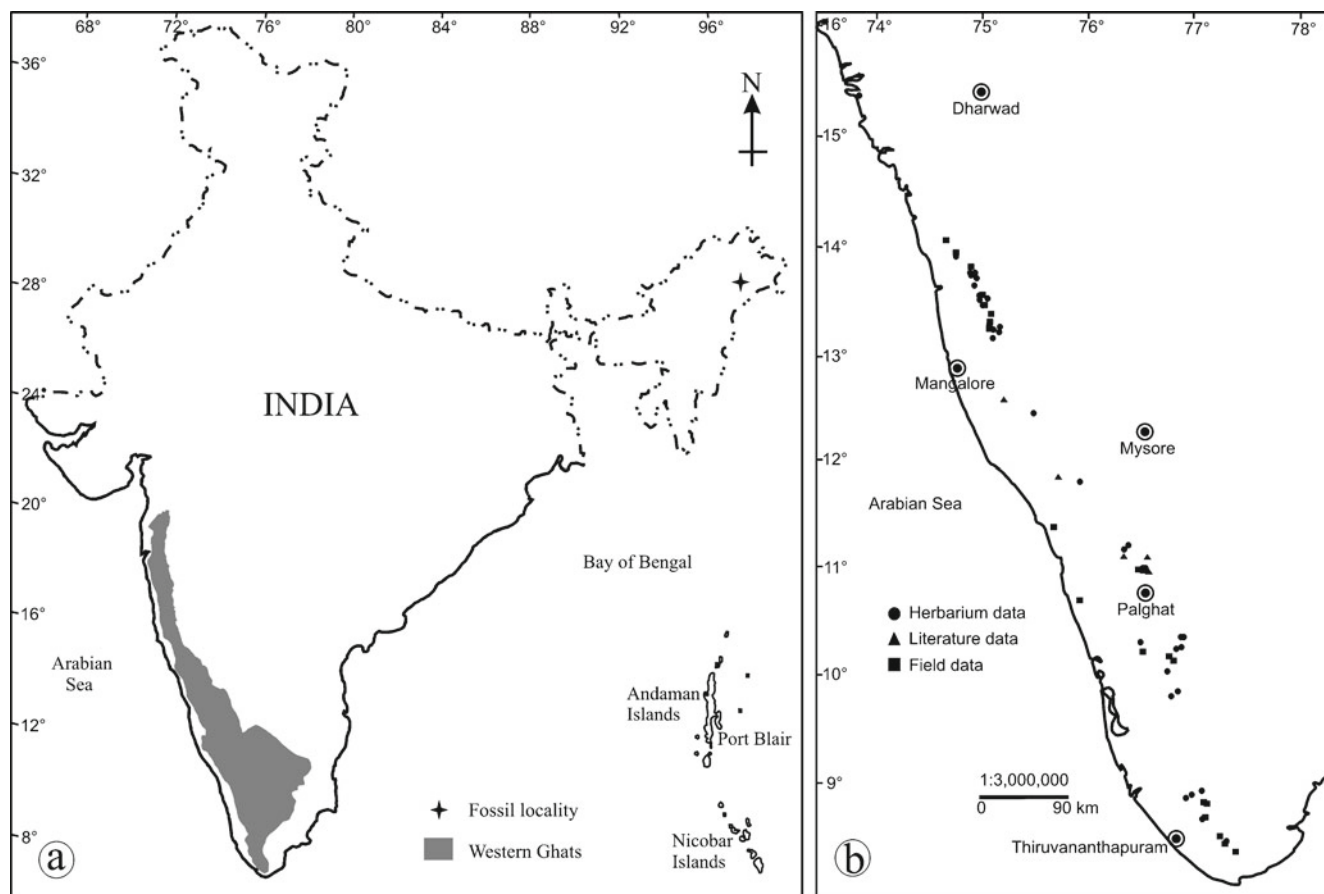 68° 72° 76° 80° 84° 88° 92° 96°
36°
32°
28°
24°
20°
16°
12°
8°
N
INDIA
Bay of Bengal
Arabian
Sea
Andaman
Islands
Port Blair
Nicobar
Islands
Fossil locality
Western Ghats
a
16° 74° 75° 76° 77° 78°
15°
14°
13°
12°
11°
10°
9°
Dharwad
Mangalore
Mysore
Arabian Sea
Palghat
Herbarium data
Literature data
Field data
1:3,000,000
0 90 km
Thiruvananthapuram
b